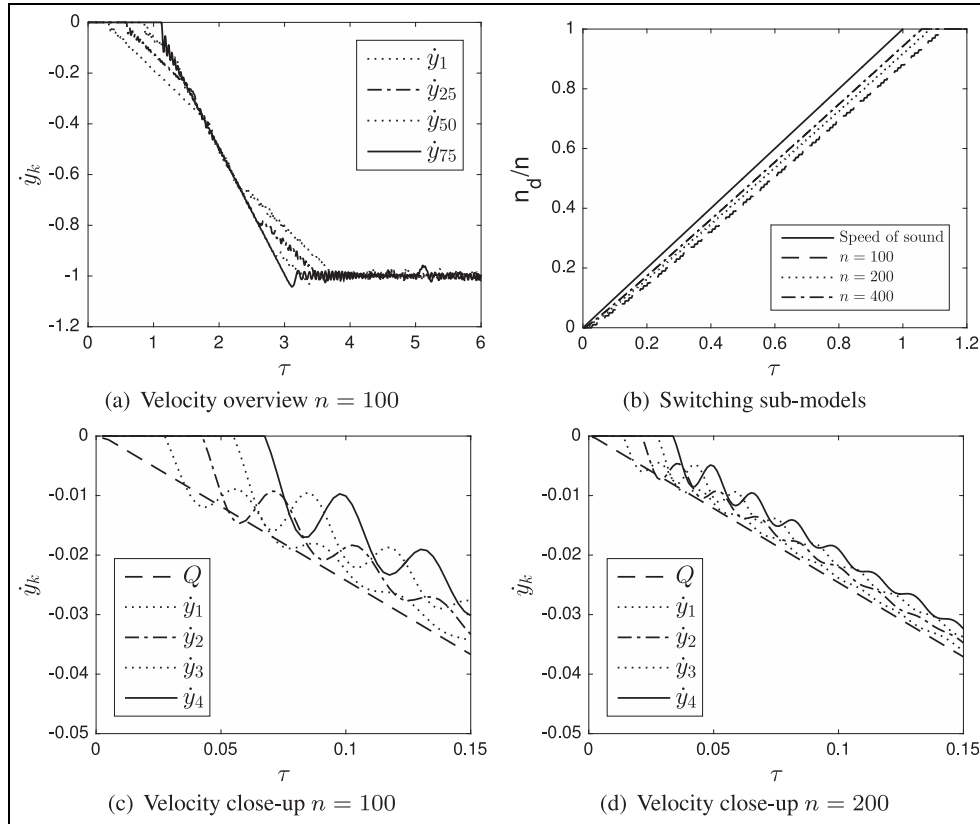 0
-0.2
-0.4
-0.6
-0.8
-1
-1.2
ẏ_k
0 1 2 3 4 5 6
τ
ẏ_1
ẏ_25
ẏ_50
ẏ_75
(a) Velocity overview n = 100
1
0.8
0.6
0.4
0.2
0
n_d/n
0 0.2 0.4 0.6 0.8 1 1.2
τ
Speed of sound
n = 100
n = 200
n = 400
(b) Switching sub-models
0
-0.01
-0.02
-0.03
-0.04
-0.05
ẏ_k
0 0.05 0.1 0.15
τ
Q
ẏ_1
ẏ_2
ẏ_3
ẏ_4
(c) Velocity close-up n = 100
0
-0.01
-0.02
-0.03
-0.04
-0.05
ẏ_k
0 0.05 0.1 0.15
τ
Q
ẏ_1
ẏ_2
ẏ_3
ẏ_4
(d) Velocity close-up n = 200